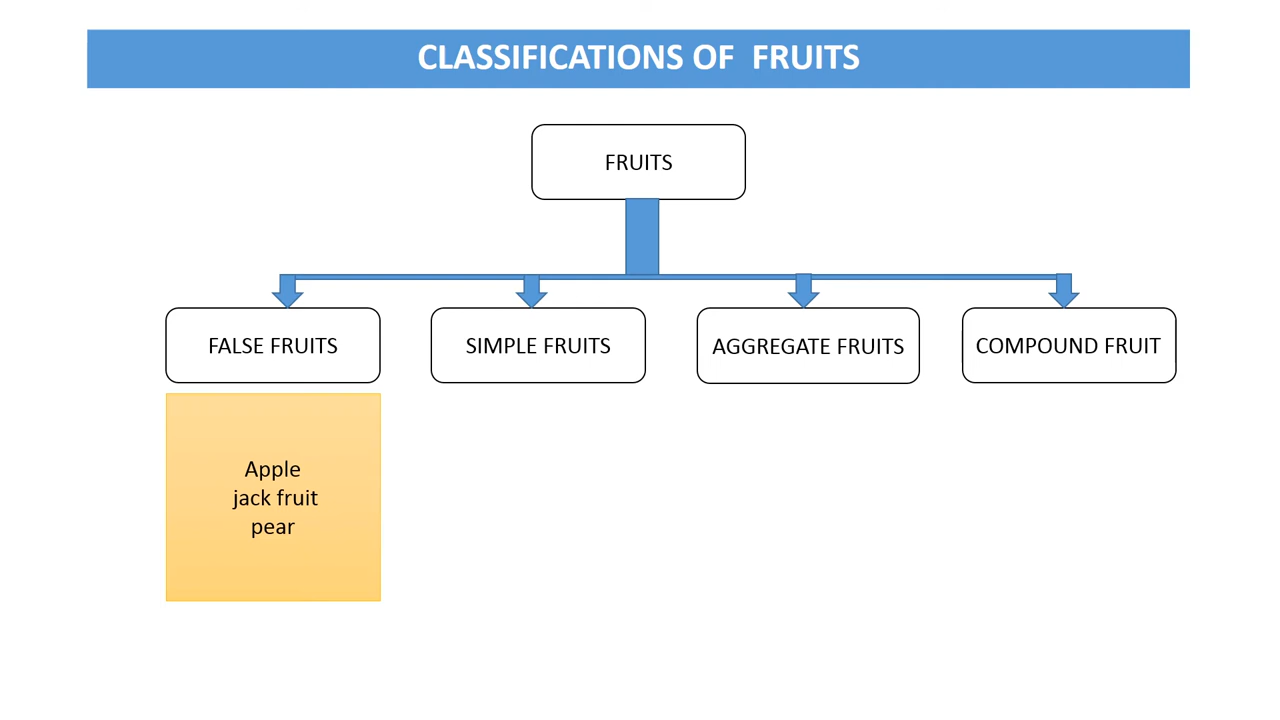 CLASSIFICATIONS OF  FRUITS
FRUITS
FALSE FRUITS
SIMPLE FRUITS
AGGREGATE FRUITS
COMPOUND FRUIT
Apple
jack fruit
pear